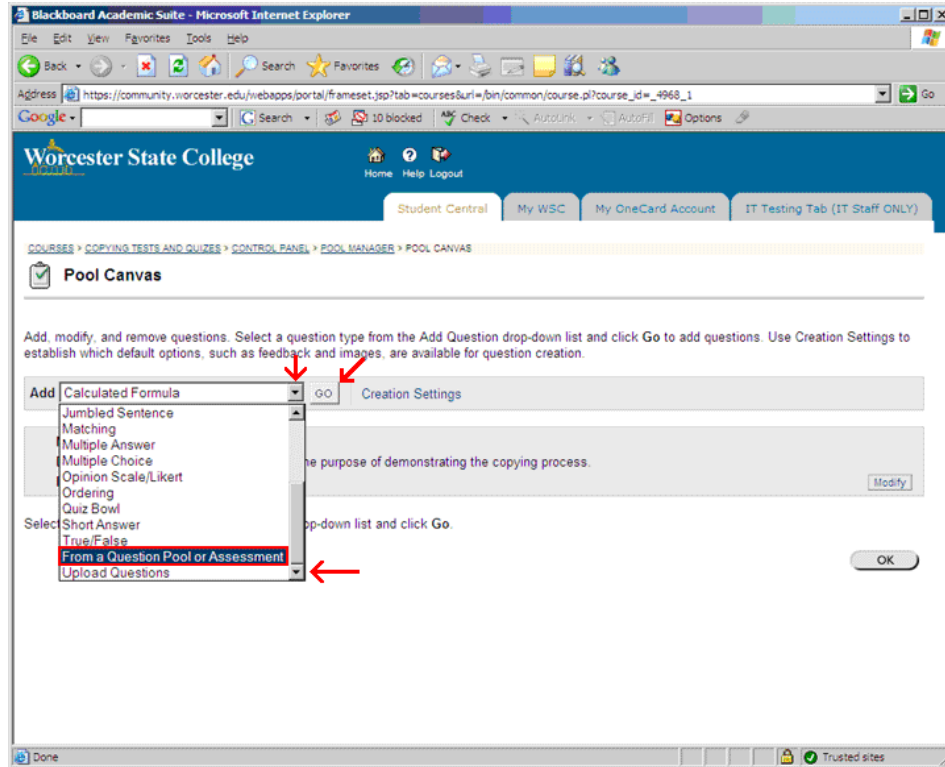 Blackboard Academic Suite - Microsoft Internet Explorer
File Edit View Favorites Tools Help
Back Search Favorites
Address https://community.worcester.edu/webapps/portal/frameset.jsp?tab=courses&url=/bin/common/course.pl?course_id=_4968_1 Go
Google Search 10 blocked ABC Check AutoLink AutoFill Options
Worcester State College
Home Help Logout
Student Central My WSC My OneCard Account IT Testing Tab (IT Staff ONLY)
COURSES > COPYING TESTS AND QUIZES > CONTROL PANEL > POOL MANAGER > POOL CANVAS
Pool Canvas
Add, modify, and remove questions. Select a question type from the Add Question drop-down list and click Go to add questions. Use Creation Settings to
establish which default options, such as feedback and images, are available for question creation.
Add Calculated Formula GO Creation Settings
Jumbled Sentence
Matching
Multiple Answer
Multiple Choice he purpose of demonstrating the copying process.
Opinion Scale/Likert
Modify
Ordering
Quiz Bowl
Select Short Answer op-down list and click Go.
True/False
From a Question Pool or Assessment
OK
Upload Questions
Done Trusted sites